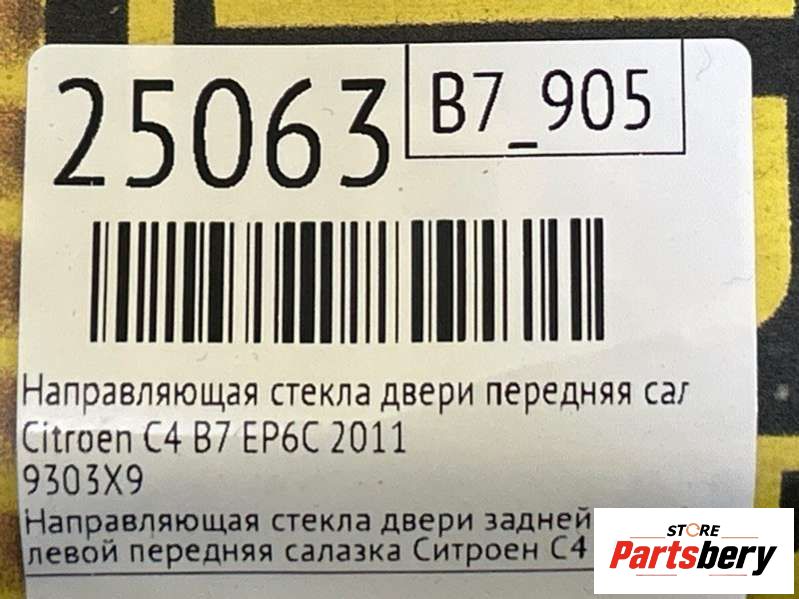 25063
B7_905
Направляющая стекла двери передняя сал
Citroen C4 B7 EP6C 2011
9303X9
Направляющая стекла двери задней
левой передняя салазка Ситроен С4
STORE
Partsbery